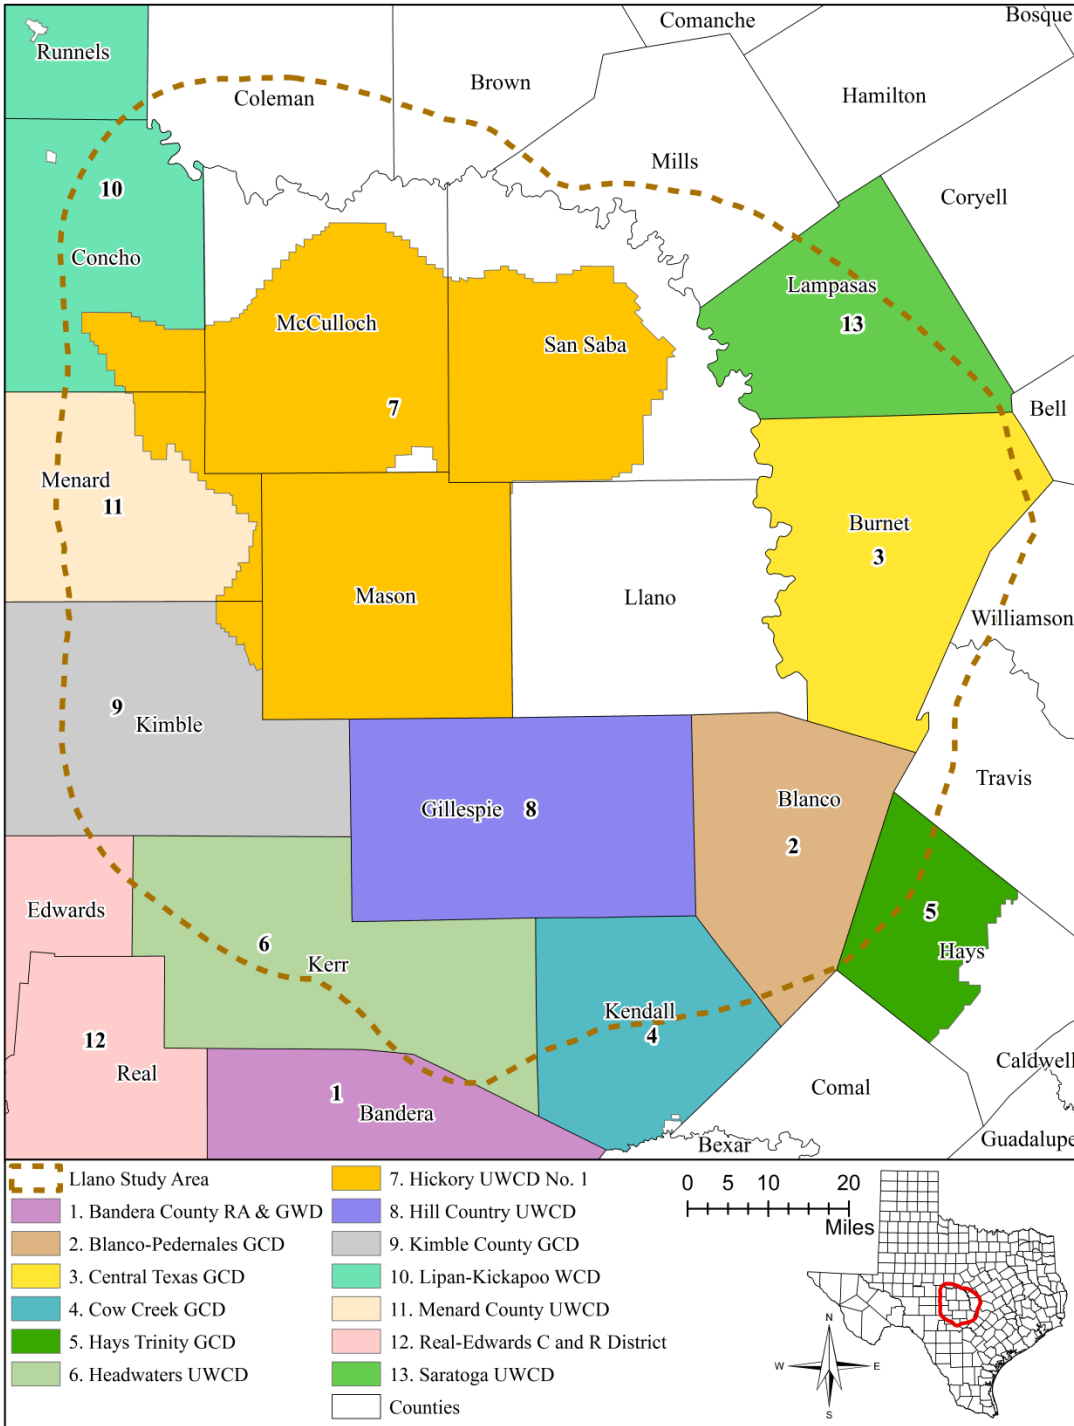 Comanche
Bosque
Runnels
Brown
Coleman
Hamilton
Mills
10
Coryell
Concho
Lampasas
McCulloch
13
San Saba
7
Bell
Menard
11
Burnet
3
Mason
Llano
Williamson
9
Kimble
Travis
Gillespie 8
Blanco
2
Edwards
5
6
Hays
Kerr
Kendall
4
12
Real
Caldwell
1
Comal
Bandera
Bexar
Guadalupe
Llano Study Area
1. Bandera County RA & GWD
2. Blanco-Pedernales GCD
3. Central Texas GCD
4. Cow Creek GCD
5. Hays Trinity GCD
6. Headwaters UWCD
7. Hickory UWCD No. 1
8. Hill Country UWCD
9. Kimble County GCD
10. Lipan-Kickapoo WCD
11. Menard County UWCD
12. Real-Edwards C and R District
13. Saratoga UWCD
Counties
0 5 10 20
Miles
N
W E
S